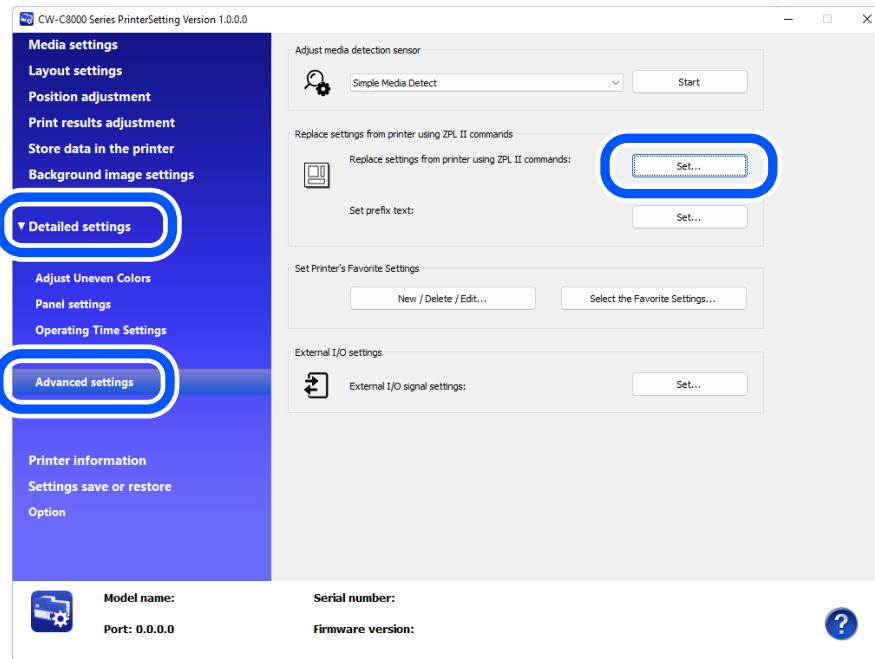 CW-C8000 Series PrinterSetting Version 1.0.0.0
Media settings
Layout settings
Position adjustment
Print results adjustment
Store data in the printer
Background image settings
▼ Detailed settings
Adjust Uneven Colors
Panel settings
Operating Time Settings
Advanced settings
Printer information
Settings save or restore
Option
Adjust media detection sensor
Simple Media Detect
Start
Replace settings from printer using ZPL II commands
Replace settings from printer using ZPL II commands:
Set...
Set prefix text:
Set...
Set Printer's Favorite Settings
New / Delete / Edit...
Select the Favorite Settings...
External I/O settings
External I/O signal settings:
Set...
Model name:
Serial number:
Port: 0.0.0.0
Firmware version:
?